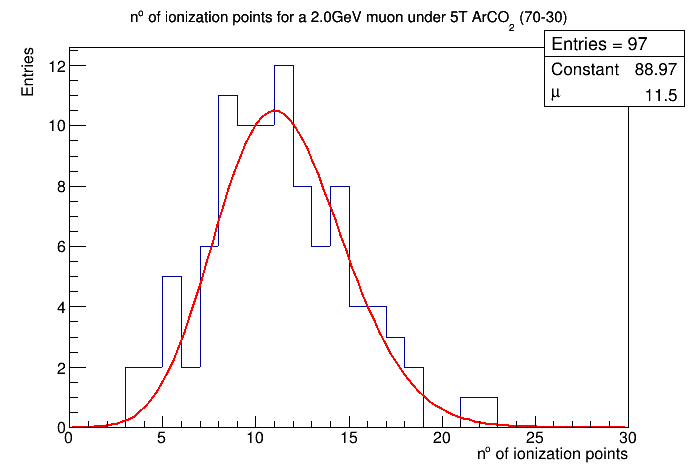 nº of ionization points for a 2.0GeV muon under 5T ArCO2 (70-30)
Entries = 97
Constant 88.97
μ 11.5
Entries
12
10
8
6
4
2
0
0 5 10 15 20 25 30
nº of ionization points